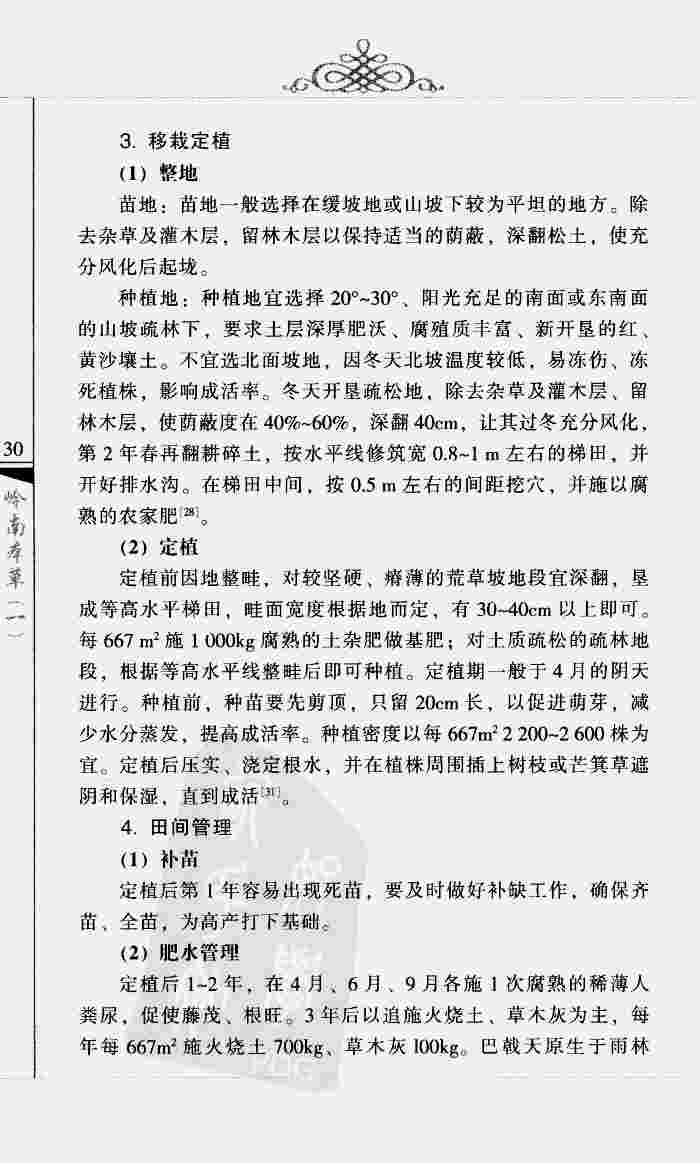 3. 移栽定植
(1) 整地
苗地：苗地一般选择在缓坡地或山坡下较为平坦的地方。除
去杂草及灌木层，留林木层以保持适当的荫蔽，深翻松土，使充
分风化后起垅。
种植地：种植地宜选择 20°~30°、阳光充足的南面或东南面
的山坡疏林下，要求土层深厚肥沃、腐殖质丰富、新开垦的红、
黄沙壤土。不宜选北面坡地，因冬天北坡温度较低，易冻伤、冻
死植株，影响成活率。冬天开垦疏松地，除去杂草及灌木层、留
林木层，使荫蔽度在 40%~60%，深翻 40cm，让其过冬充分风化，
第 2 年春再翻耕碎土，按水平线修筑宽 0.8~1 m 左右的梯田，并
开好排水沟。在梯田中间，按 0.5 m 左右的间距挖穴，并施以腐
熟的农家肥[28]。
(2) 定植
定植前因地整畦，对较坚硬、瘠薄的荒草坡地段宜深翻，垦
成等高水平梯田，畦面宽度根据地而定，有 30~40cm 以上即可。
每 667 m² 施 1 000kg 腐熟的土杂肥做基肥；对土质疏松的疏林地
段，根据等高水平线整畦后即可种植。定植期一般于 4 月的阴天
进行。种植前，种苗要先剪顶，只留 20cm 长，以促进萌芽，减
少水分蒸发，提高成活率。种植密度以每 667m² 2 200~2 600 株为
宜。定植后压实、浇定根水，并在植株周围插上树枝或芒箕草遮
阴和保湿，直到成活[31]。
4. 田间管理
(1) 补苗
定植后第 1 年容易出现死苗，要及时做好补缺工作，确保齐
苗、全苗，为高产打下基础。
(2) 肥水管理
定植后 1~2 年，在 4 月、6 月、9 月各施 1 次腐熟的稀薄人
粪尿，促使藤茂、根旺。3 年后以追施火烧土、草木灰为主，每
年每 667m² 施火烧土 700kg、草木灰 100kg。巴戟天原生于雨林
30
岭南本草（一）